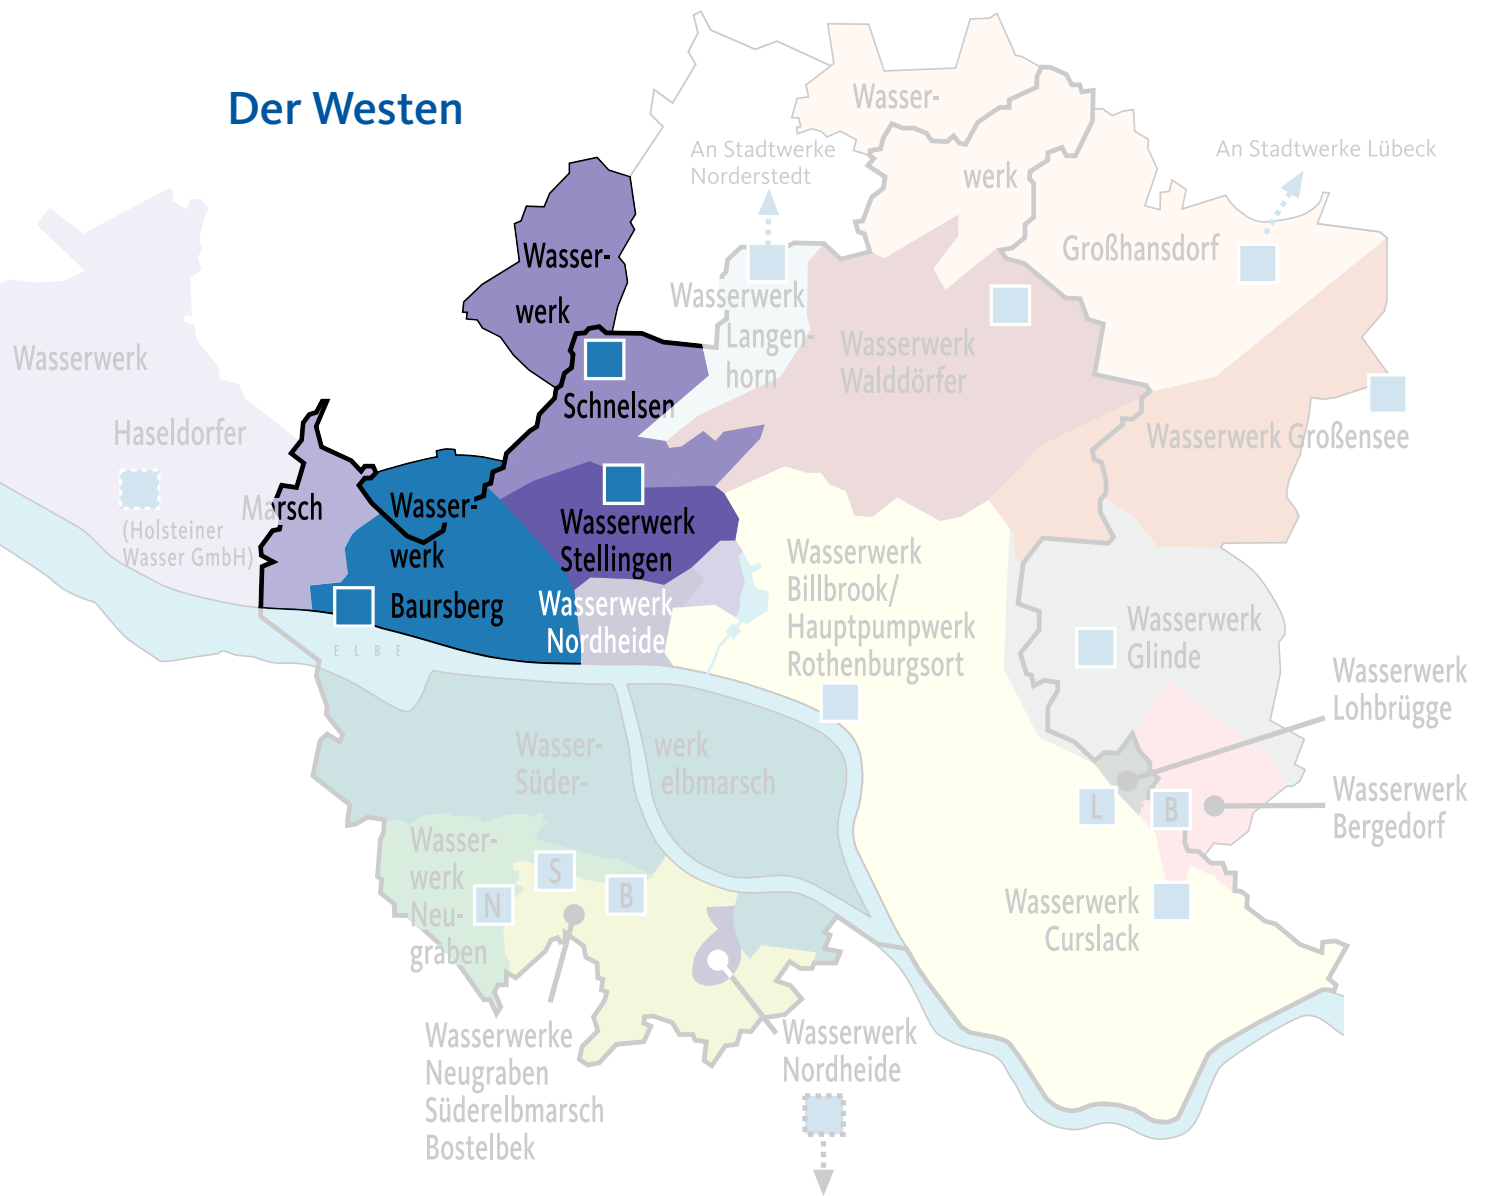 Der Westen
Wasser-
werk
An Stadtwerke
Norderstedt
An Stadtwerke Lübeck
Großhansdorf
Wasser-
werk
Wasserwerk
Langen-
horn
Wasserwerk
Walddörfer
Wasserwerk
Haseldorfer
Marsch
(Holsteiner
Wasser GmbH)
Schnelsen
Wasserwerk Großensee
Wasser-
werk
Baursberg
Wasserwerk
Stellingen
Wasserwerk
Nordheide
Wasserwerk
Billbrook/
Hauptpumpwerk
Rothenburgsort
Wasserwerk
Glinde
ELBE
Wasserwerk
Lohbrügge
Wasser- werk
Süder- elbmarsch
Wasserwerk
Bergedorf
L
B
Wasser-
werk
Neu-
graben
N
S
B
Wasserwerk
Curslack
Wasserwerke
Neugraben
Süderelbmarsch
Bostelbek
Wasserwerk
Nordheide